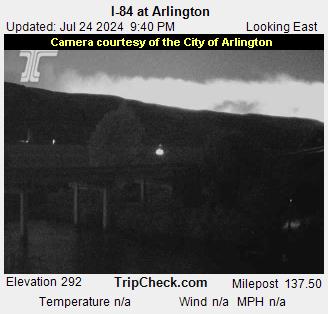 I-84 at Arlington
Updated: Jul 24 2024 9:40 PM Looking East
Camera courtesy of the City of Arlington
Elevation 292 TripCheck.com Milepost 137.50
Temperature n/a Wind n/a MPH n/a